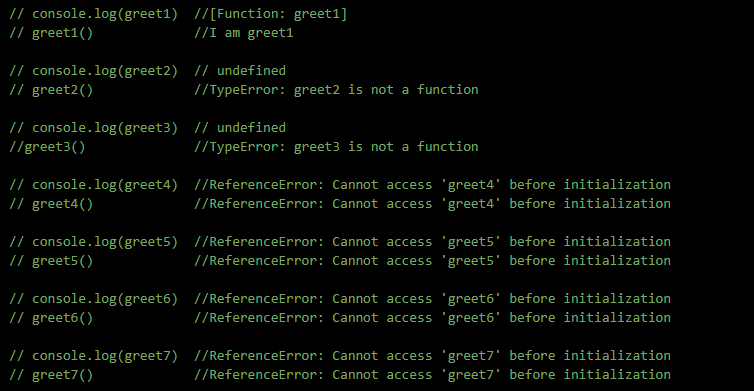 // console.log(greet1)  //[Function: greet1]
// greet1()             //I am greet1
// console.log(greet2)  // undefined
// greet2()             //TypeError: greet2 is not a function
// console.log(greet3)  // undefined
//greet3()              //TypeError: greet3 is not a function
// console.log(greet4)  //ReferenceError: Cannot access 'greet4' before initialization
// greet4()             //ReferenceError: Cannot access 'greet4' before initialization
// console.log(greet5)  //ReferenceError: Cannot access 'greet5' before initialization
// greet5()             //ReferenceError: Cannot access 'greet5' before initialization
// console.log(greet6)  //ReferenceError: Cannot access 'greet6' before initialization
// greet6()             //ReferenceError: Cannot access 'greet6' before initialization
// console.log(greet7)  //ReferenceError: Cannot access 'greet7' before initialization
// greet7()             //ReferenceError: Cannot access 'greet7' before initialization